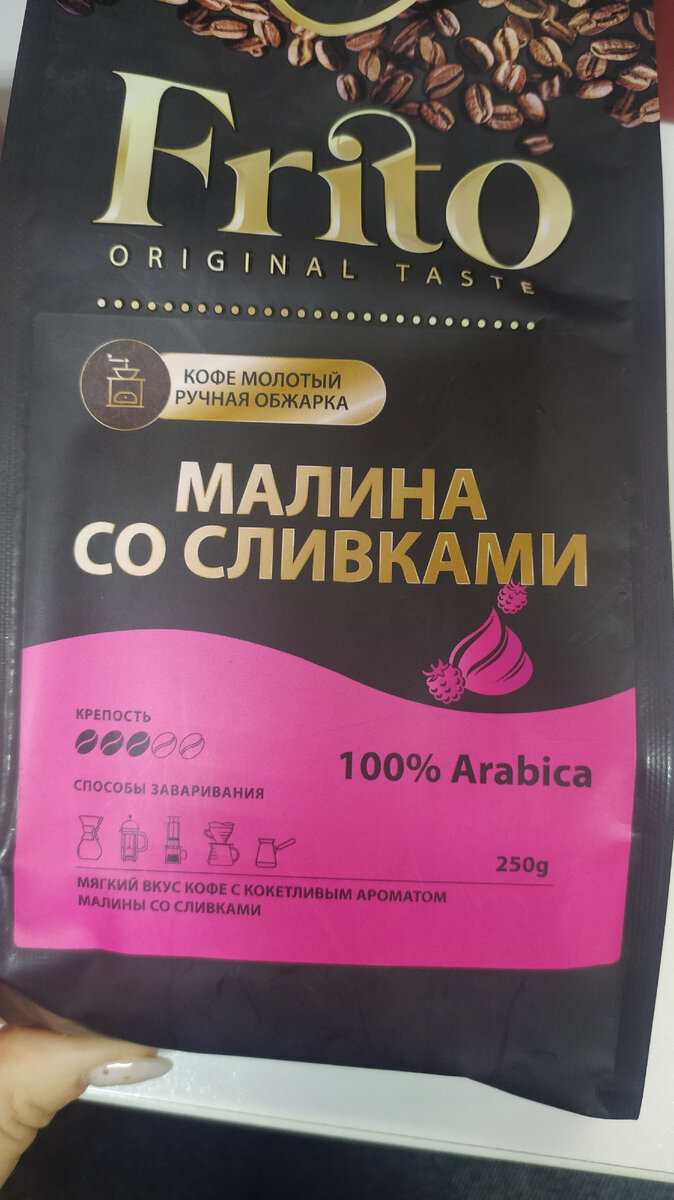 Frito
ORIGINAL TASTE
КОФЕ МОЛОТЫЙ
РУЧНАЯ ОБЖАРКА
МАЛИНА
СО СЛИВКАМИ
КРЕПОСТЬ
100% Arabica
СПОСОБЫ ЗАВАРИВАНИЯ
250g
МЯГКИЙ ВКУС КОФЕ С КОКЕТЛИВЫМ АРОМАТОМ
МАЛИНЫ СО СЛИВКАМИ